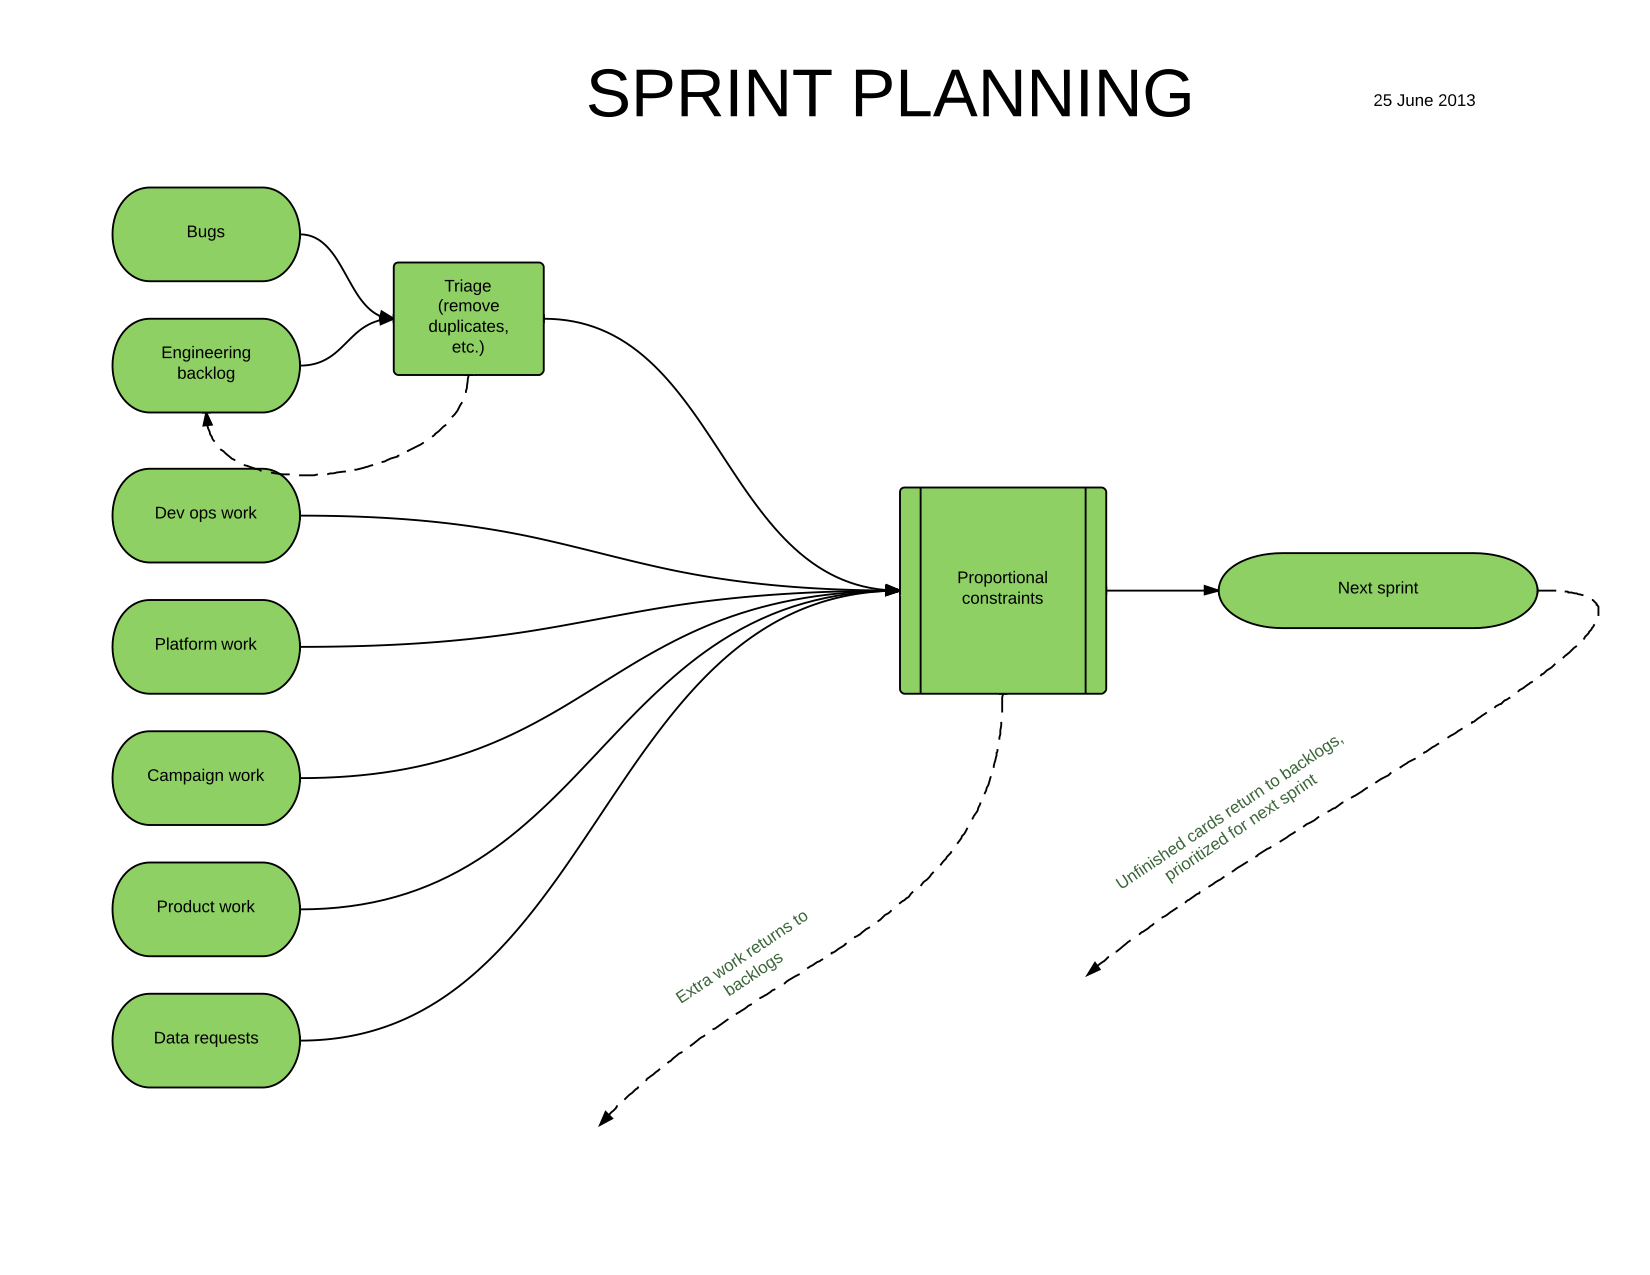 SPRINT PLANNING
25 June 2013
Bugs
Triage
(remove
duplicates,
etc.)
Engineering
backlog
Dev ops work
Proportional
constraints
Next sprint
Platform work
Campaign work
Unfinished cards return to backlogs,
prioritized for next sprint
Product work
Extra work returns to
backlogs
Data requests